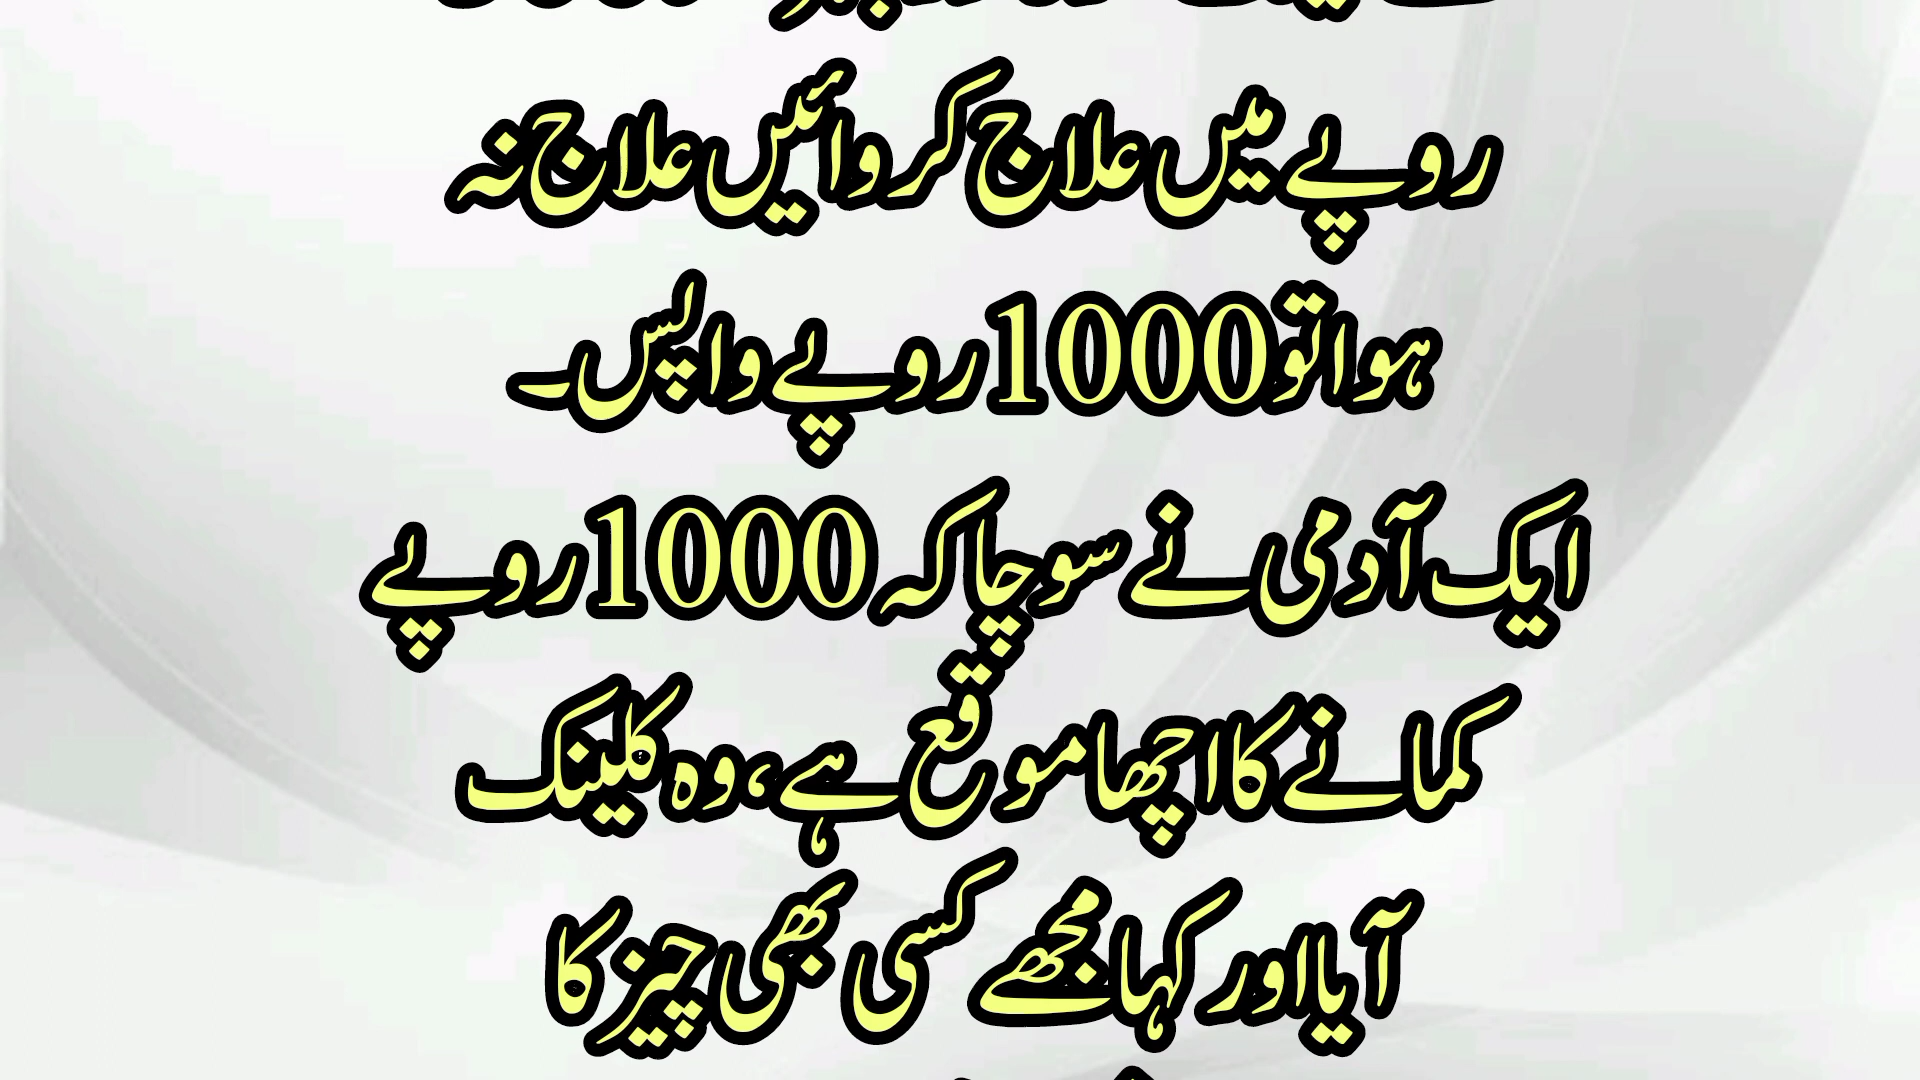 روپے میں علاج کروائیں علاج نہ
ہوا تو 1000 روپے واپس۔
ایک آدمی نے سوچا کہ 1000 روپے
کمانے کا اچھا موقع ہے، وہ کلینک
آیا اور کہا مجھے کسی بھی چیز کا